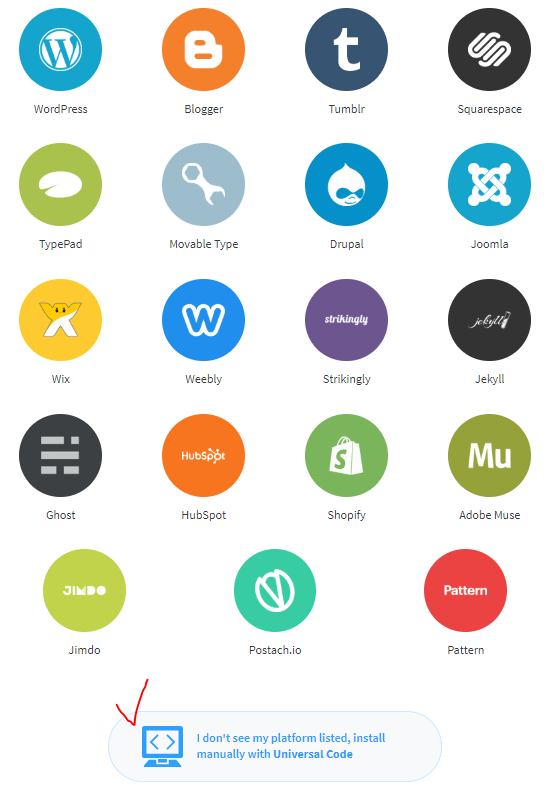 WordPress
Blogger
Tumblr
Squarespace
TypePad
Movable Type
Drupal
Joomla
strikingly
jekyll
Wix
Weebly
Strikingly
Jekyll
HubSpot
Mu
Ghost
HubSpot
Shopify
Adobe Muse
JIMDO
Pattern
Jimdo
Postach.io
Pattern
I don't see my platform listed, install
manually with Universal Code